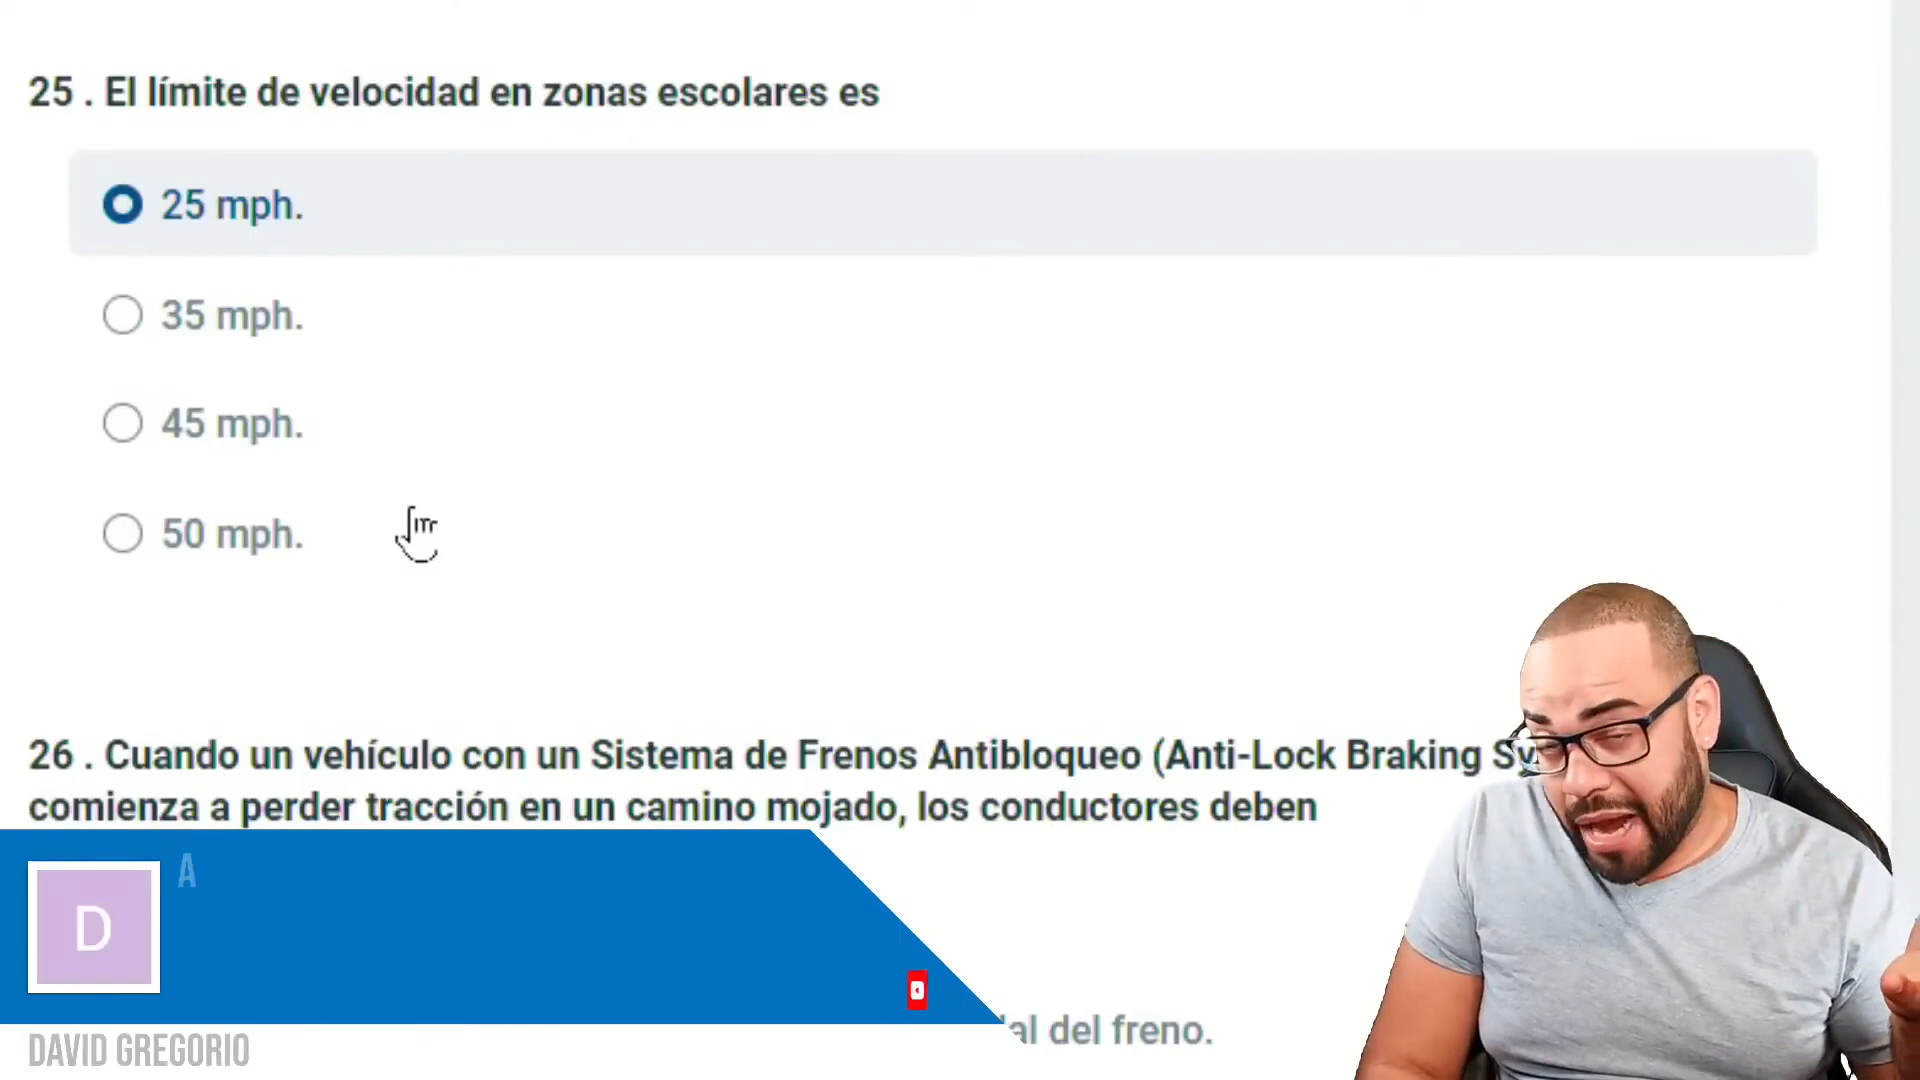 25 . El límite de velocidad en zonas escolares es
25 mph.
35 mph.
45 mph.
50 mph.
26 . Cuando un vehículo con un Sistema de Frenos Antibloqueo (Anti-Lock Braking
comienza a perder tracción en un camino mojado, los conductores deben
A
D
del freno.
DAVID GREGORIO